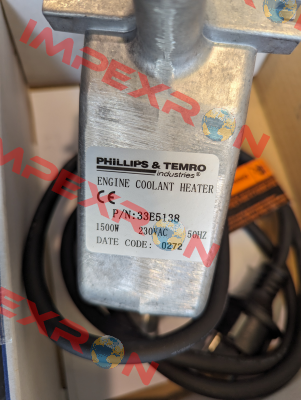 PHILLIPS & TEMRO
industries®
ENGINE COOLANT HEATER
CE
P/N:33E5138
1500W 230VAC 50HZ
DATE CODE: 0272
IMPEXRON
IMPEXRON
IMPEXRON